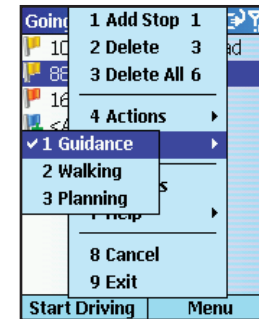 Going
1 Add Stop 1
10
2 Delete 3
ad
88
3 Delete All 6
16
4 Actions
<A
✓ 1 Guidance
2 Walking
s
3 Planning
7 Help
8 Cancel
9 Exit
Start Driving
Menu